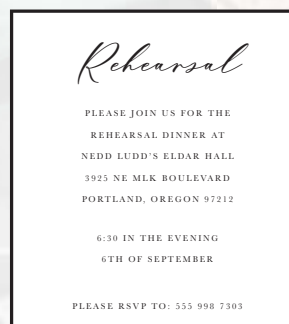 Rehearsal
PLEASE JOIN US FOR THE
REHEARSAL DINNER AT
NEDD LUDD'S ELDAR HALL
3925 NE MLK BOULEVARD
PORTLAND, OREGON 97212
6:30 IN THE EVENING
6TH OF SEPTEMBER
PLEASE RSVP TO: 555 998 7303